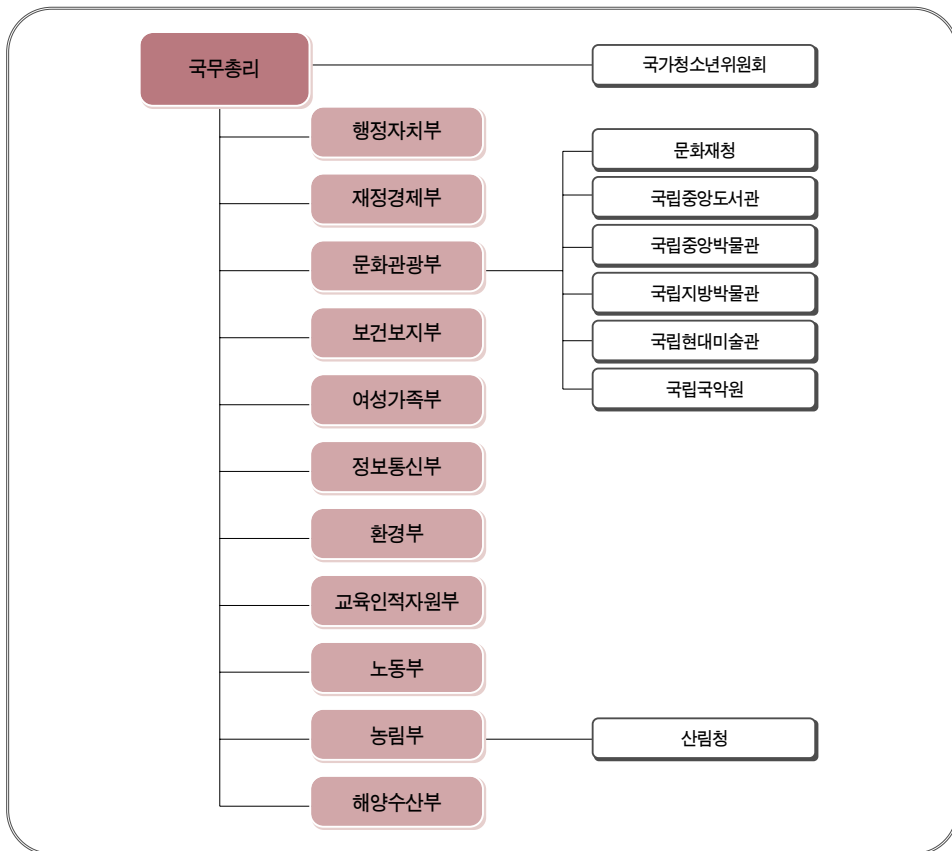 국무총리
국가청소년위원회
행정자치부
재정경제부
문화관광부
문화재청
국립중앙도서관
국립중앙박물관
국립지방박물관
국립현대미술관
국립국악원
보건보지부
여성가족부
정보통신부
환경부
교육인적자원부
노동부
농림부
산림청
해양수산부